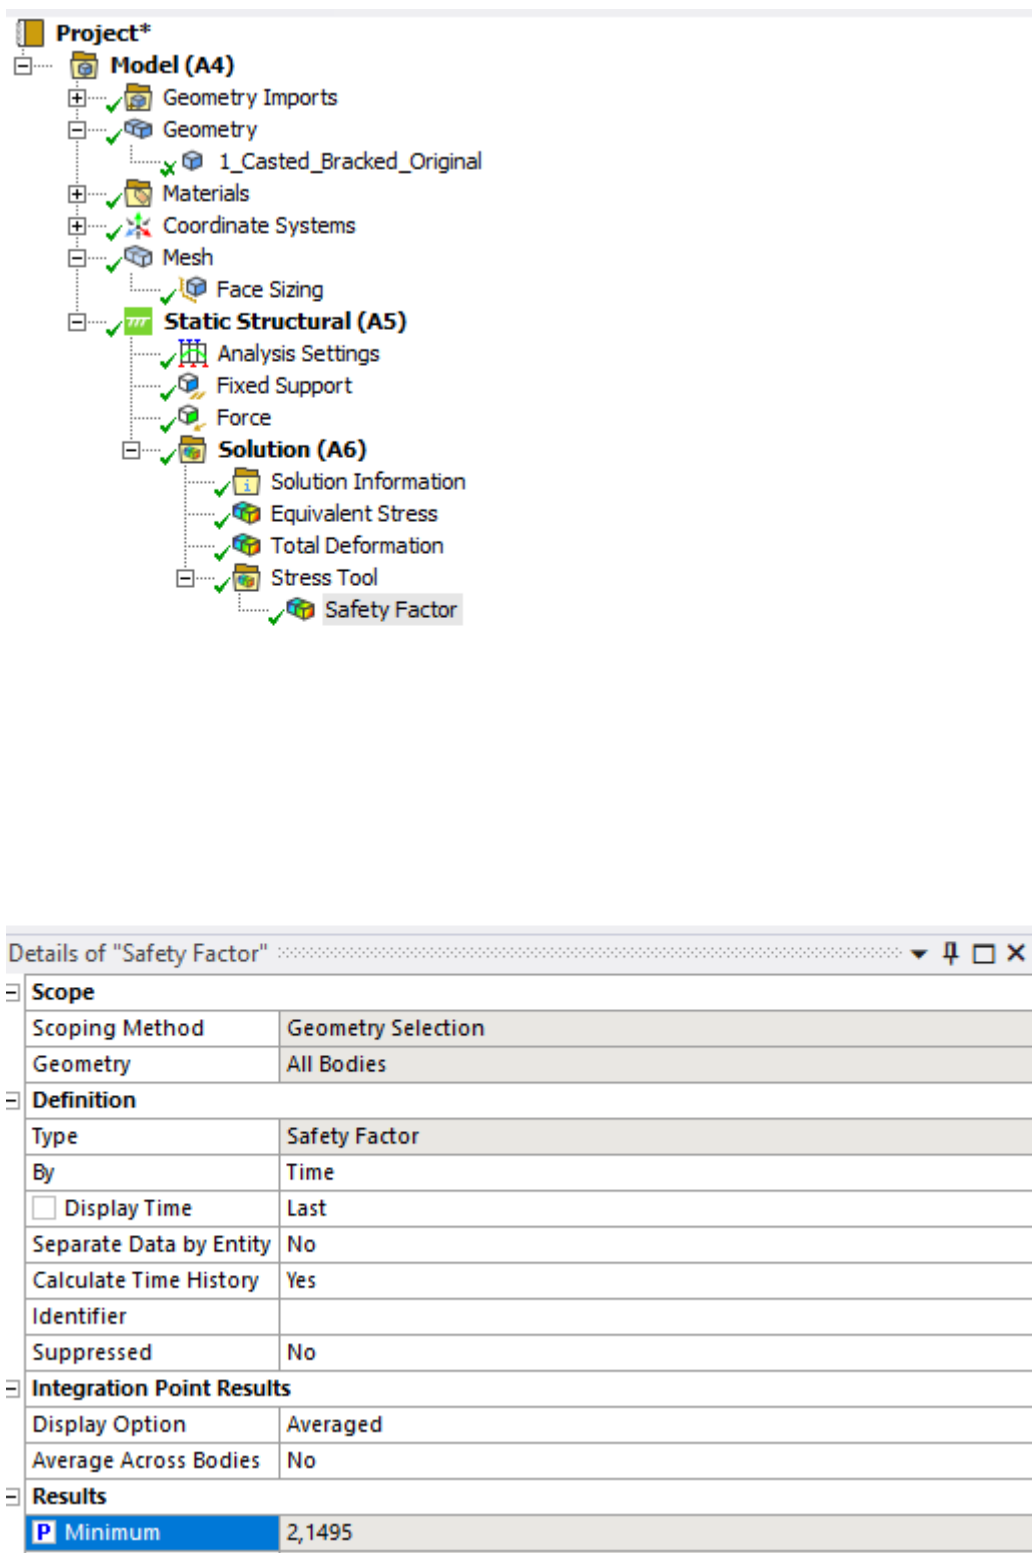 Project*
Model (A4)
Geometry Imports
Geometry
1_Casted_Bracked_Original
Materials
Coordinate Systems
Mesh
Face Sizing
Static Structural (A5)
Analysis Settings
Fixed Support
Force
Solution (A6)
Solution Information
Equivalent Stress
Total Deformation
Stress Tool
Safety Factor
Details of "Safety Factor"
Scope
Scoping Method Geometry Selection
Geometry All Bodies
Definition
Type Safety Factor
By Time
Display Time Last
Separate Data by Entity No
Calculate Time History Yes
Identifier
Suppressed No
Integration Point Results
Display Option Averaged
Average Across Bodies No
Results
P Minimum 2,1495